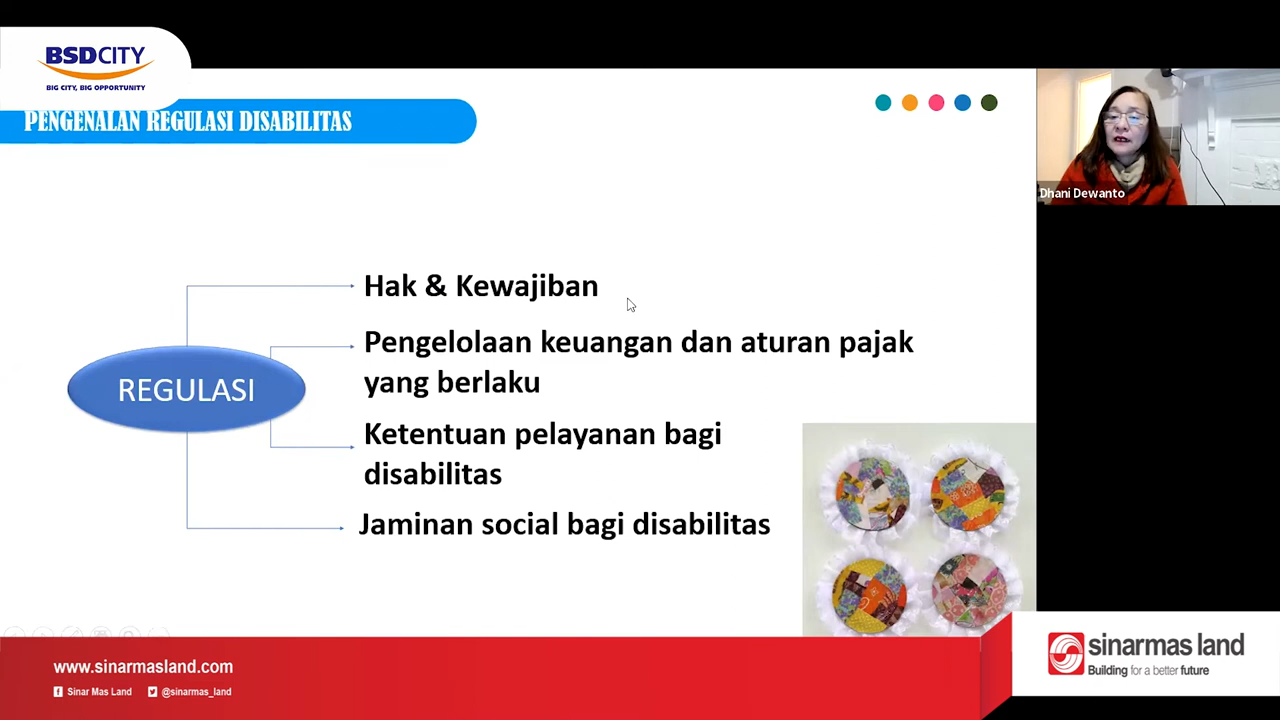 BSDCITY
BIG CITY, BIG OPPORTUNITY
PENGENALAN REGULASI DISABILITAS
Dhani Dewanto
Hak & Kewajiban
Pengelolaan keuangan dan aturan pajak
yang berlaku
REGULASI
Ketentuan pelayanan bagi
disabilitas
Jaminan social bagi disabilitas
www.sinarmasland.com
Sinar Mas Land
@sinarmas_land
sinarmas land
Building for a better future